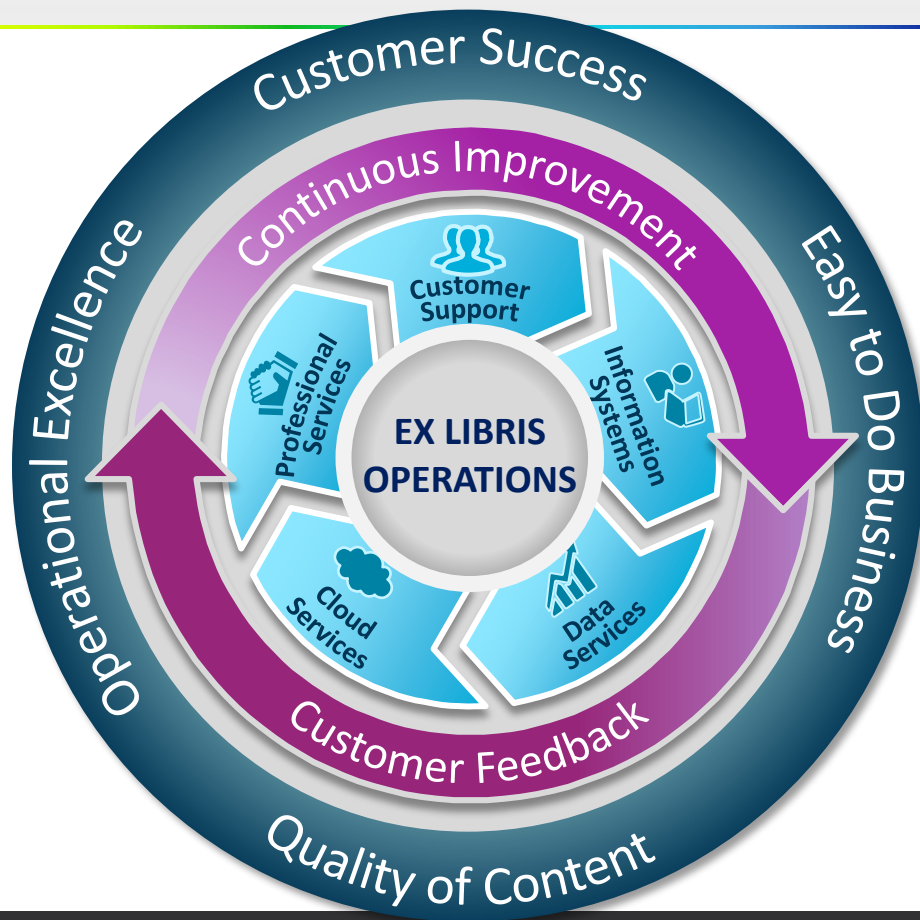 Customer Success
Easy to Do Business
Quality of Content
Operational Excellence
Continuous Improvement
Customer Feedback
Customer
Support
Information
Systems
Data
Services
Cloud
Services
Professional
Services
EX LIBRIS
OPERATIONS